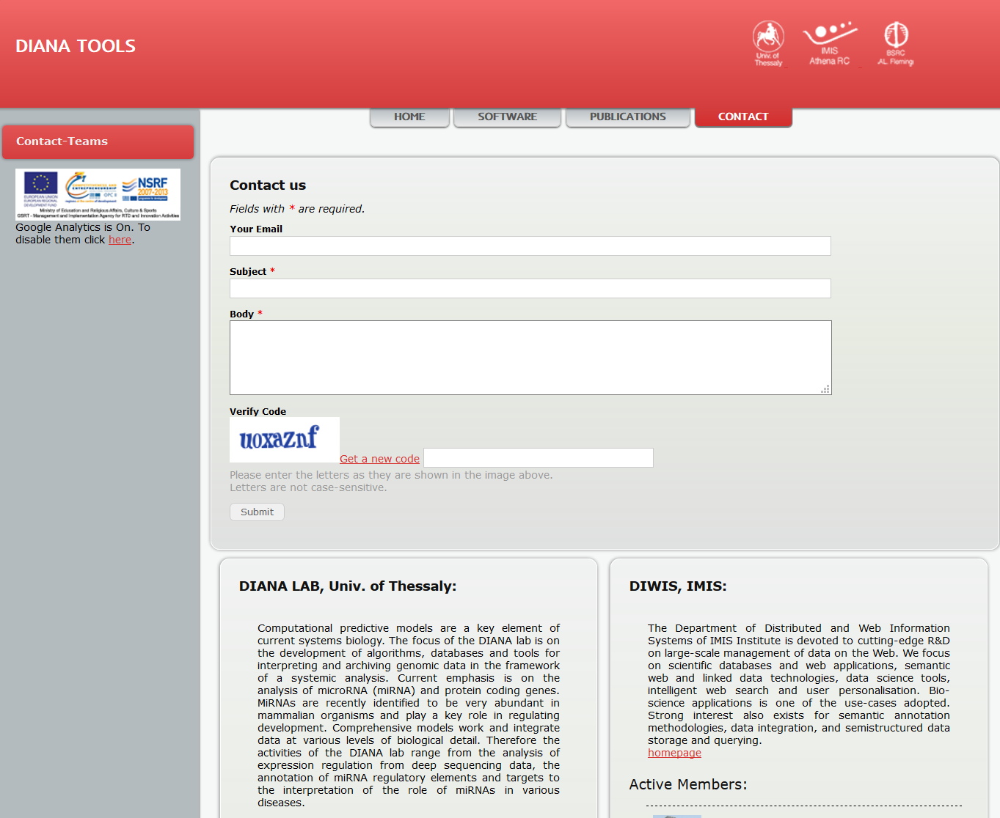 DIANA TOOLS
Univ. of
Thessaly
IMIS
Athena RC
BSRC
AL. Fleming
HOME
SOFTWARE
PUBLICATIONS
CONTACT
Contact-Teams
EUROPEAN UNION
EUROPEAN REGIONAL
DEVELOPMENT FUND
COMPETITIVENESS AND
ENTREPRENEURSHIP
OPC II
NSRF
2007-2013
Ministry of Education and Religious Affairs, Culture & Sports
GSRT - Management and Implementation Agency for RTD and Innovation Activities
Google Analytics is On. To
disable them click here.
Contact us
Fields with * are required.
Your Email
Subject *
Body *
Verify Code
uoxaznf
Get a new code
Please enter the letters as they are shown in the image above.
Letters are not case-sensitive.
Submit
DIANA LAB, Univ. of Thessaly:
Computational predictive models are a key element of
current systems biology. The focus of the DIANA lab is on
the development of algorithms, databases and tools for
interpreting and archiving genomic data in the framework
of a systemic analysis. Current emphasis is on the
analysis of microRNA (miRNA) and protein coding genes.
MiRNAs are recently identified to be very abundant in
mammalian organisms and play a key role in regulating
development. Comprehensive models work and integrate
data at various levels of biological detail. Therefore the
activities of the DIANA lab range from the analysis of
expression regulation from deep sequencing data, the
annotation of miRNA regulatory elements and targets to
the interpretation of the role of miRNAs in various
diseases.
DIWIS, IMIS:
The Department of Distributed and Web Information
Systems of IMIS Institute is devoted to cutting-edge R&D
on large-scale management of data on the Web. We focus
on scientific databases and web applications, semantic
web and linked data technologies, data science tools,
intelligent web search and user personalisation. Bio-
science applications is one of the use-cases adopted.
Strong interest also exists for semantic annotation
methodologies, data integration, and semistructured data
storage and querying.
homepage
Active Members: